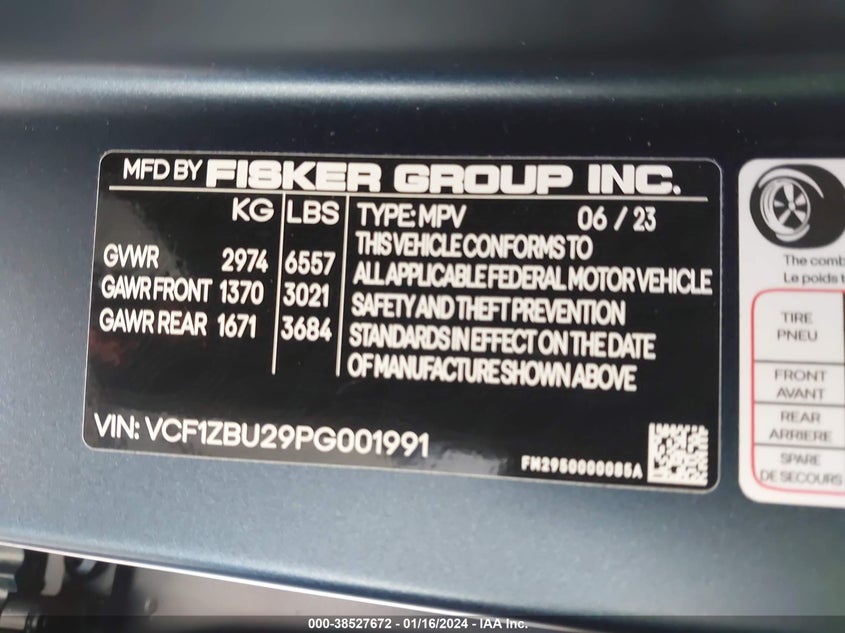 MFD BY FISKER GROUP INC.
KG LBS TYPE: MPV 06 / 23
GVWR 2974 6557
GAWR FRONT 1370 3021
GAWR REAR 1671 3684
THIS VEHICLE CONFORMS TO
ALL APPLICABLE FEDERAL MOTOR VEHICLE
SAFETY AND THEFT PREVENTION
STANDARDS IN EFFECT ON THE DATE
OF MANUFACTURE SHOWN ABOVE
VIN: VCF1ZBU29PG001991
FM29S0000085A
The comb
Le poids t
TIRE
PNEU
FRONT
AVANT
REAR
ARRIERE
SPARE
DE SECOURS
000-38527672 - 01/16/2024 - IAA Inc.